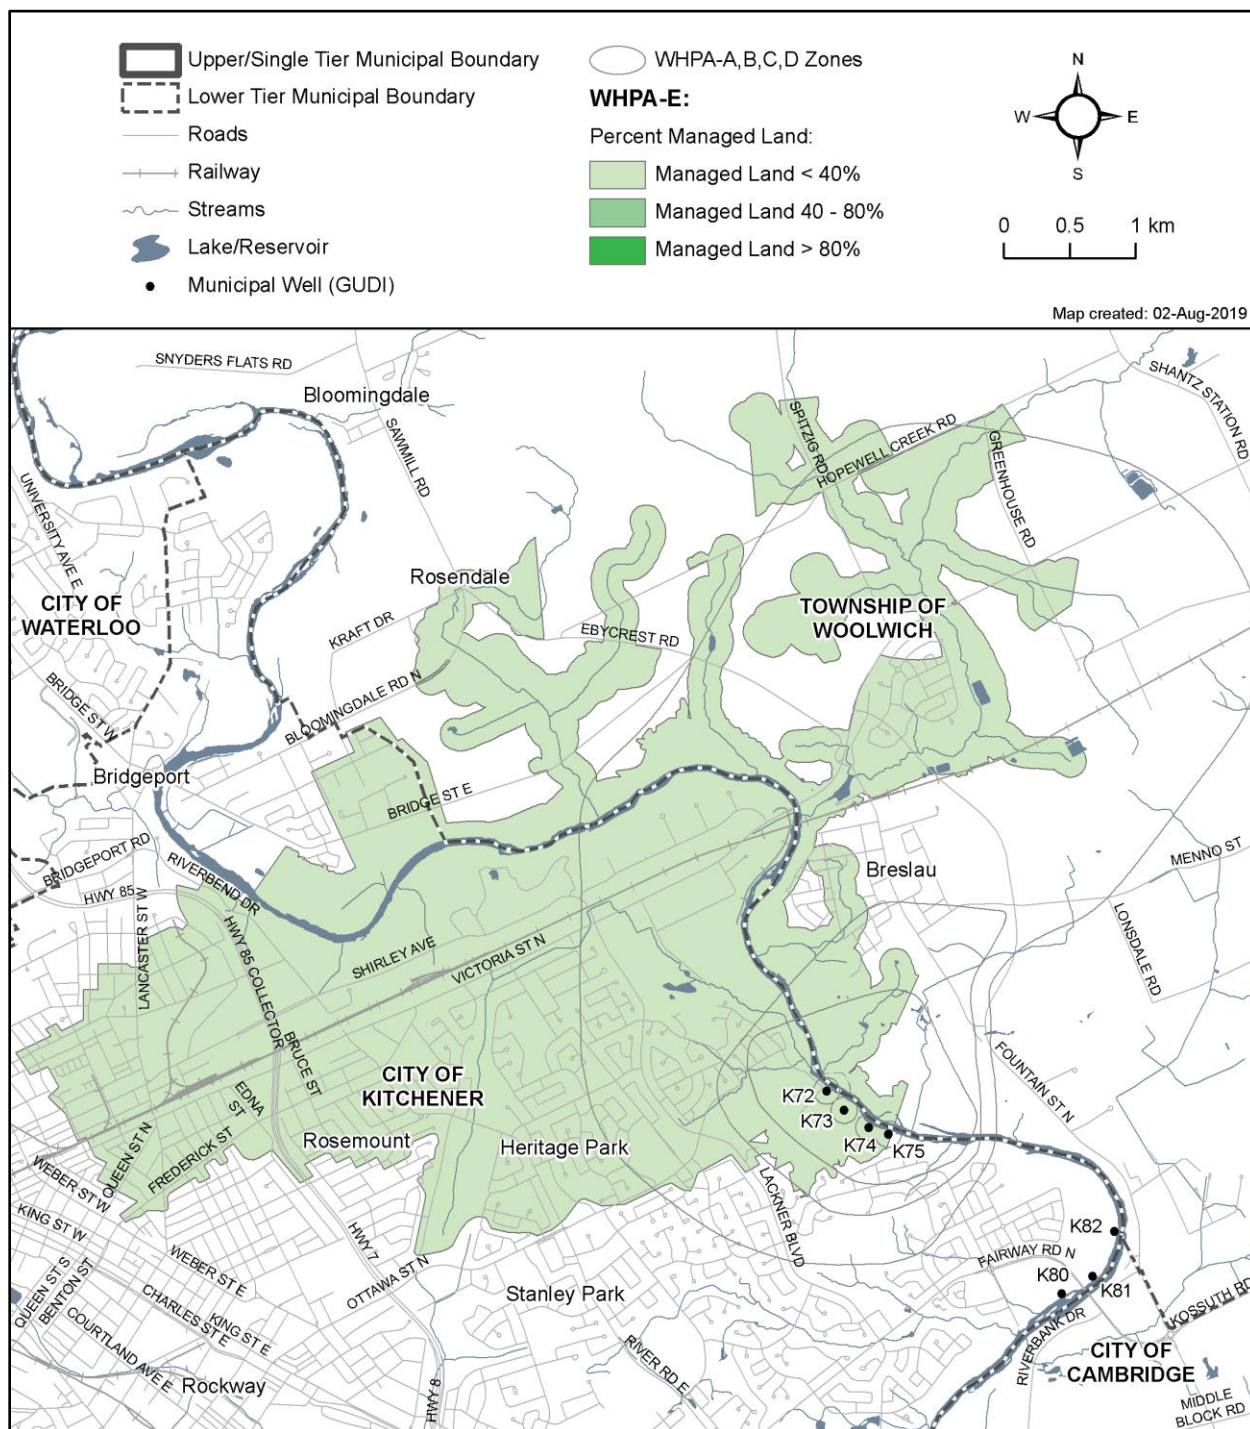 Upper/Single Tier Municipal Boundary
Lower Tier Municipal Boundary
Roads
Railway
Streams
Lake/Reservoir
Municipal Well (GUDI)
WHPA-A,B,C,D Zones
WHPA-E:
Percent Managed Land:
Managed Land < 40%
Managed Land 40 - 80%
Managed Land > 80%
N
W
E
S
0 0.5 1 km
Map created: 02-Aug-2019
SNYDERS FLATS RD
Bloomingdale
SAWMILL RD
SPITZIG RD
HOPEWELL CREEK RD
GREENHOUSE RD
SHANTZ STATION RD
UNIVERSITY AVE E
CITY OF
WATERLOO
Rosendale
KRAFT DR
EBYCREST RD
TOWNSHIP OF
WOOLWICH
BRIDGE ST W
BLOOMINGDALE RD N
Bridgeport
BRIDGE ST E
BRIDGEPORT RD
RIVERBEND DR
HWY 85
LANCASTER ST W
HWY 85 COLLECTOR
SHIRLEY AVE
VICTORIA ST N
Breslau
MENNO ST
LONSDALE RD
BRUCE ST
CITY OF
KITCHENER
EDNA
ST
FREDERICK ST
QUEEN ST N
Rosemount
Heritage Park
FOUNTAIN ST N
K72
K73
K74
K75
LACKNER BLVD
WEBER ST W
KING ST W
QUEEN ST S
BENTON ST
WEBER ST E
CHARLES ST E
KING ST E
COURTLAND AVE E
HWY 7
OTTAWA ST N
Stanley Park
Rockway
HWY 8
RIVER RD E
FAIRWAY RD N
K82
K80
K81
RIVERBANK DR
KOSSUTH RD
CITY OF
CAMBRIDGE
MIDDLE
BLOCK RD